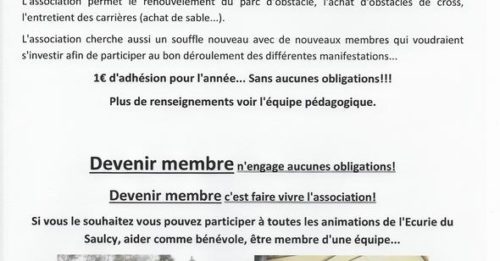 L'association permet le renouvellement du parc d'obstacle, l'achat d'obstacles de cross,
l'entretient des carrières (achat de sable...).
L'association cherche aussi un souffle nouveau avec de nouveaux membres qui voudraient
s'investir afin de participer au bon déroulement des différentes manifestations...
1€ d'adhésion pour l'année... Sans aucunes obligations!!!
Plus de renseignements voir l'équipe pédagogique.
Devenir membre n'engage aucunes obligations!
Devenir membre c'est faire vivre l'association!
Si vous le souhaitez vous pouvez participer à toutes les animations de l'Ecurie du
Saulcy, aider comme bénévole, être membre d'une équipe...